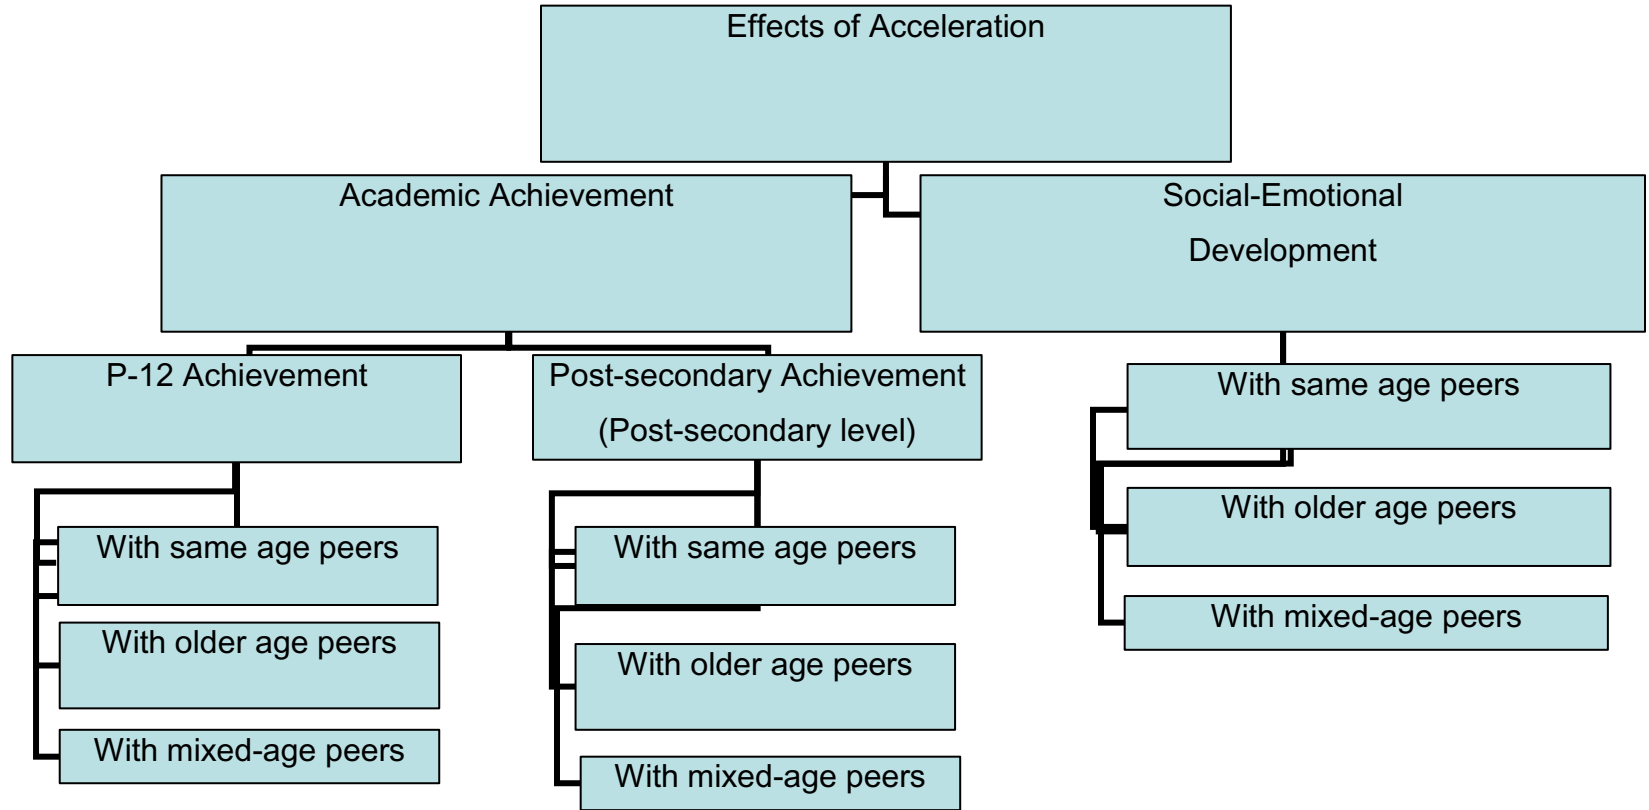 Effects of Acceleration
Academic Achievement
Social-Emotional
Development
P-12 Achievement
Post-secondary Achievement
(Post-secondary level)
With same age peers
With older age peers
With mixed-age peers
With same age peers
With older age peers
With mixed-age peers
With same age peers
With older age peers
With mixed-age peers